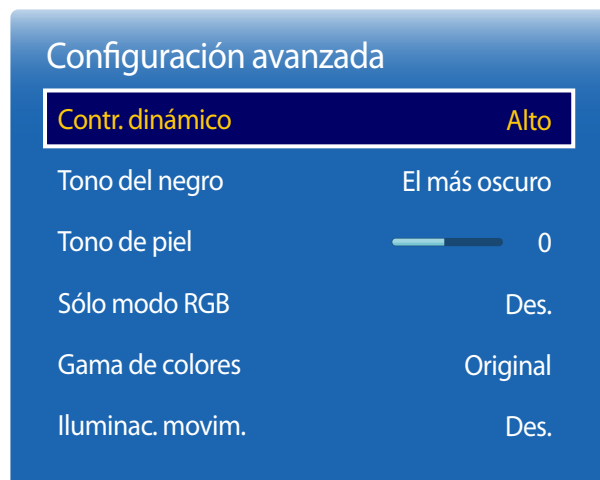 Configuración avanzada
Contr. dinámico Alto
Tono del negro El más oscuro
Tono de piel 0
Sólo modo RGB Des.
Gama de colores Original
Iluminac. movim. Des.